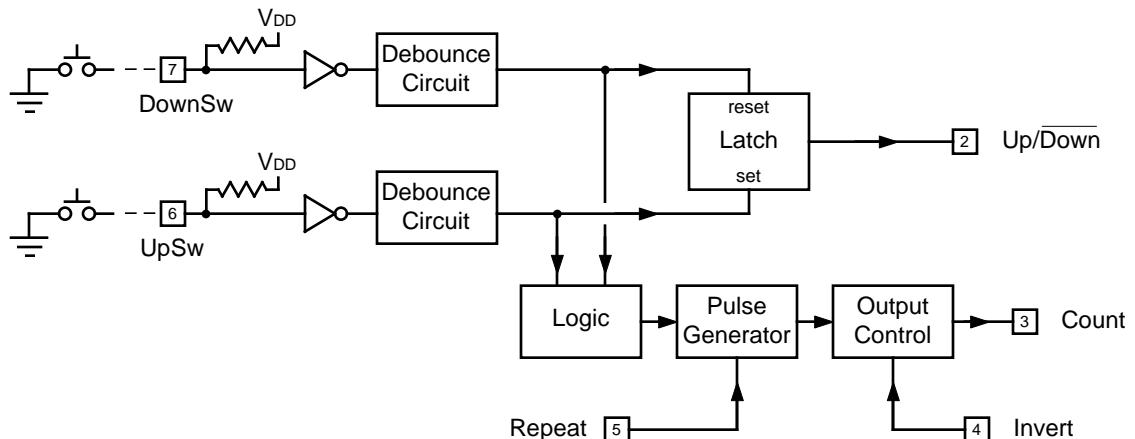 VDD
7
DownSw
Debounce
Circuit
reset
Latch
set
2
Up/Down
VDD
6
UpSw
Debounce
Circuit
Logic
Pulse
Generator
Output
Control
3
Count
Repeat
5
4
Invert